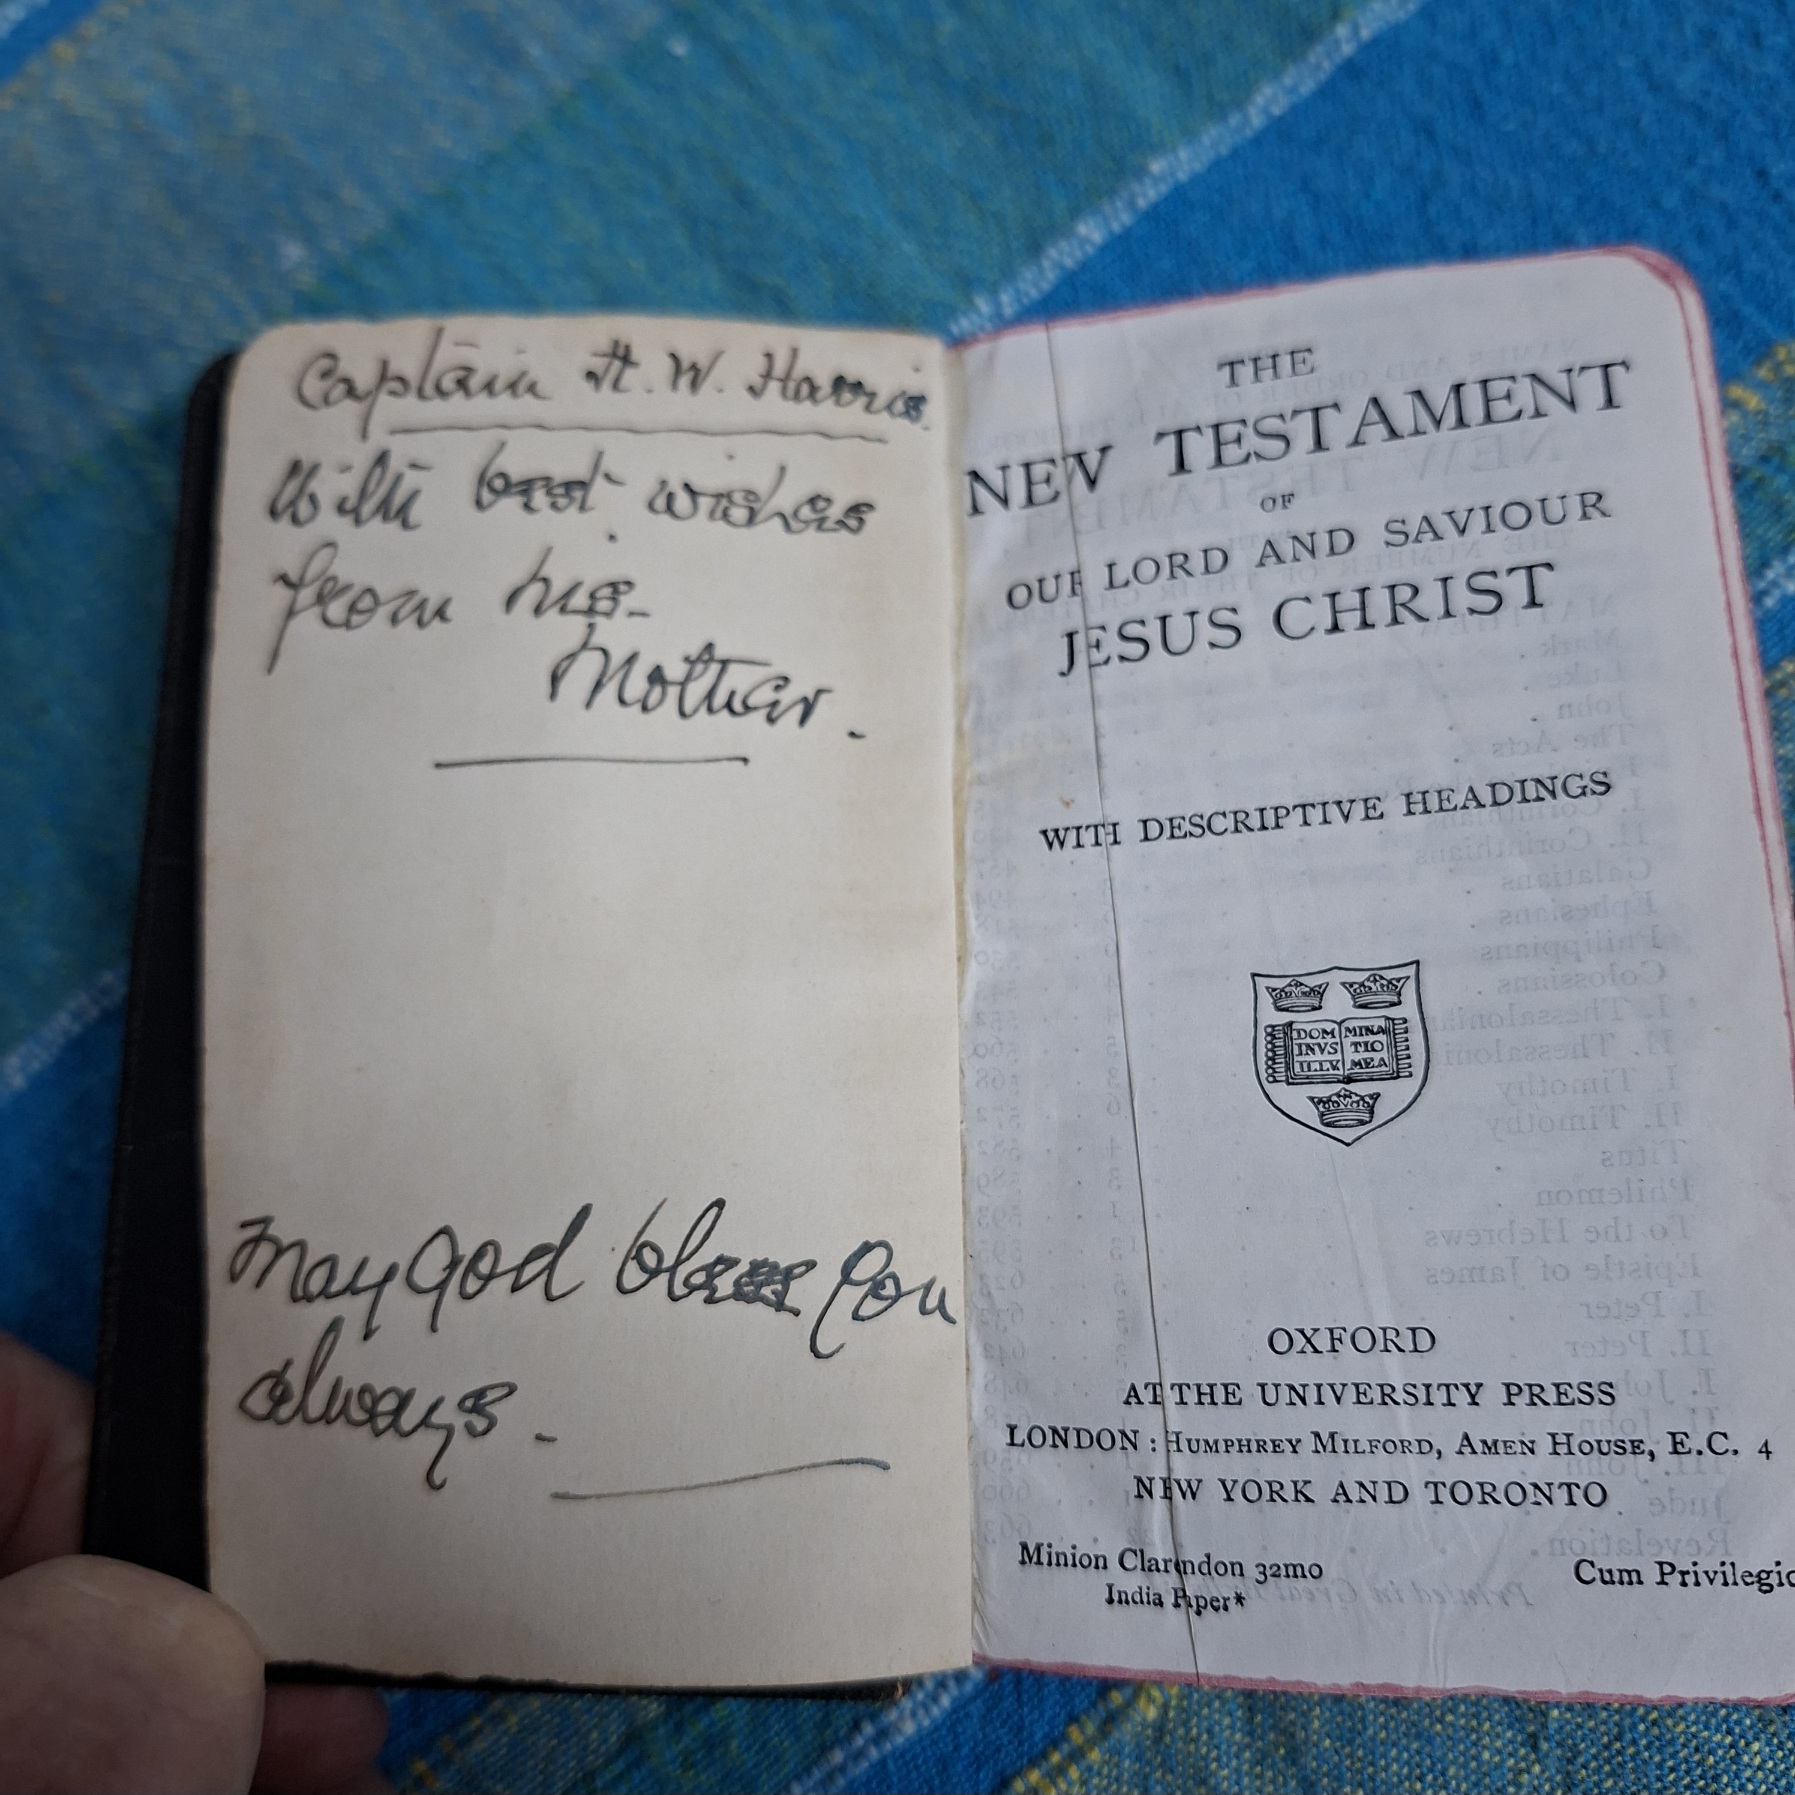 Captain H. W. Harris.
With best wishes
from his-
Mother.
May God bless you
always.
THE
NEW TESTAMENT
OF
OUR LORD AND SAVIOUR
JESUS CHRIST
WITH DESCRIPTIVE HEADINGS
DOM MINA
INVS TIO
ILLV MEA
OXFORD
AT THE UNIVERSITY PRESS
LONDON: HUMPHREY MILFORD, AMEN HOUSE, E.C. 4
NEW YORK AND TORONTO
Minion Clarendon 32mo
India Paper*
Cum Privilegio